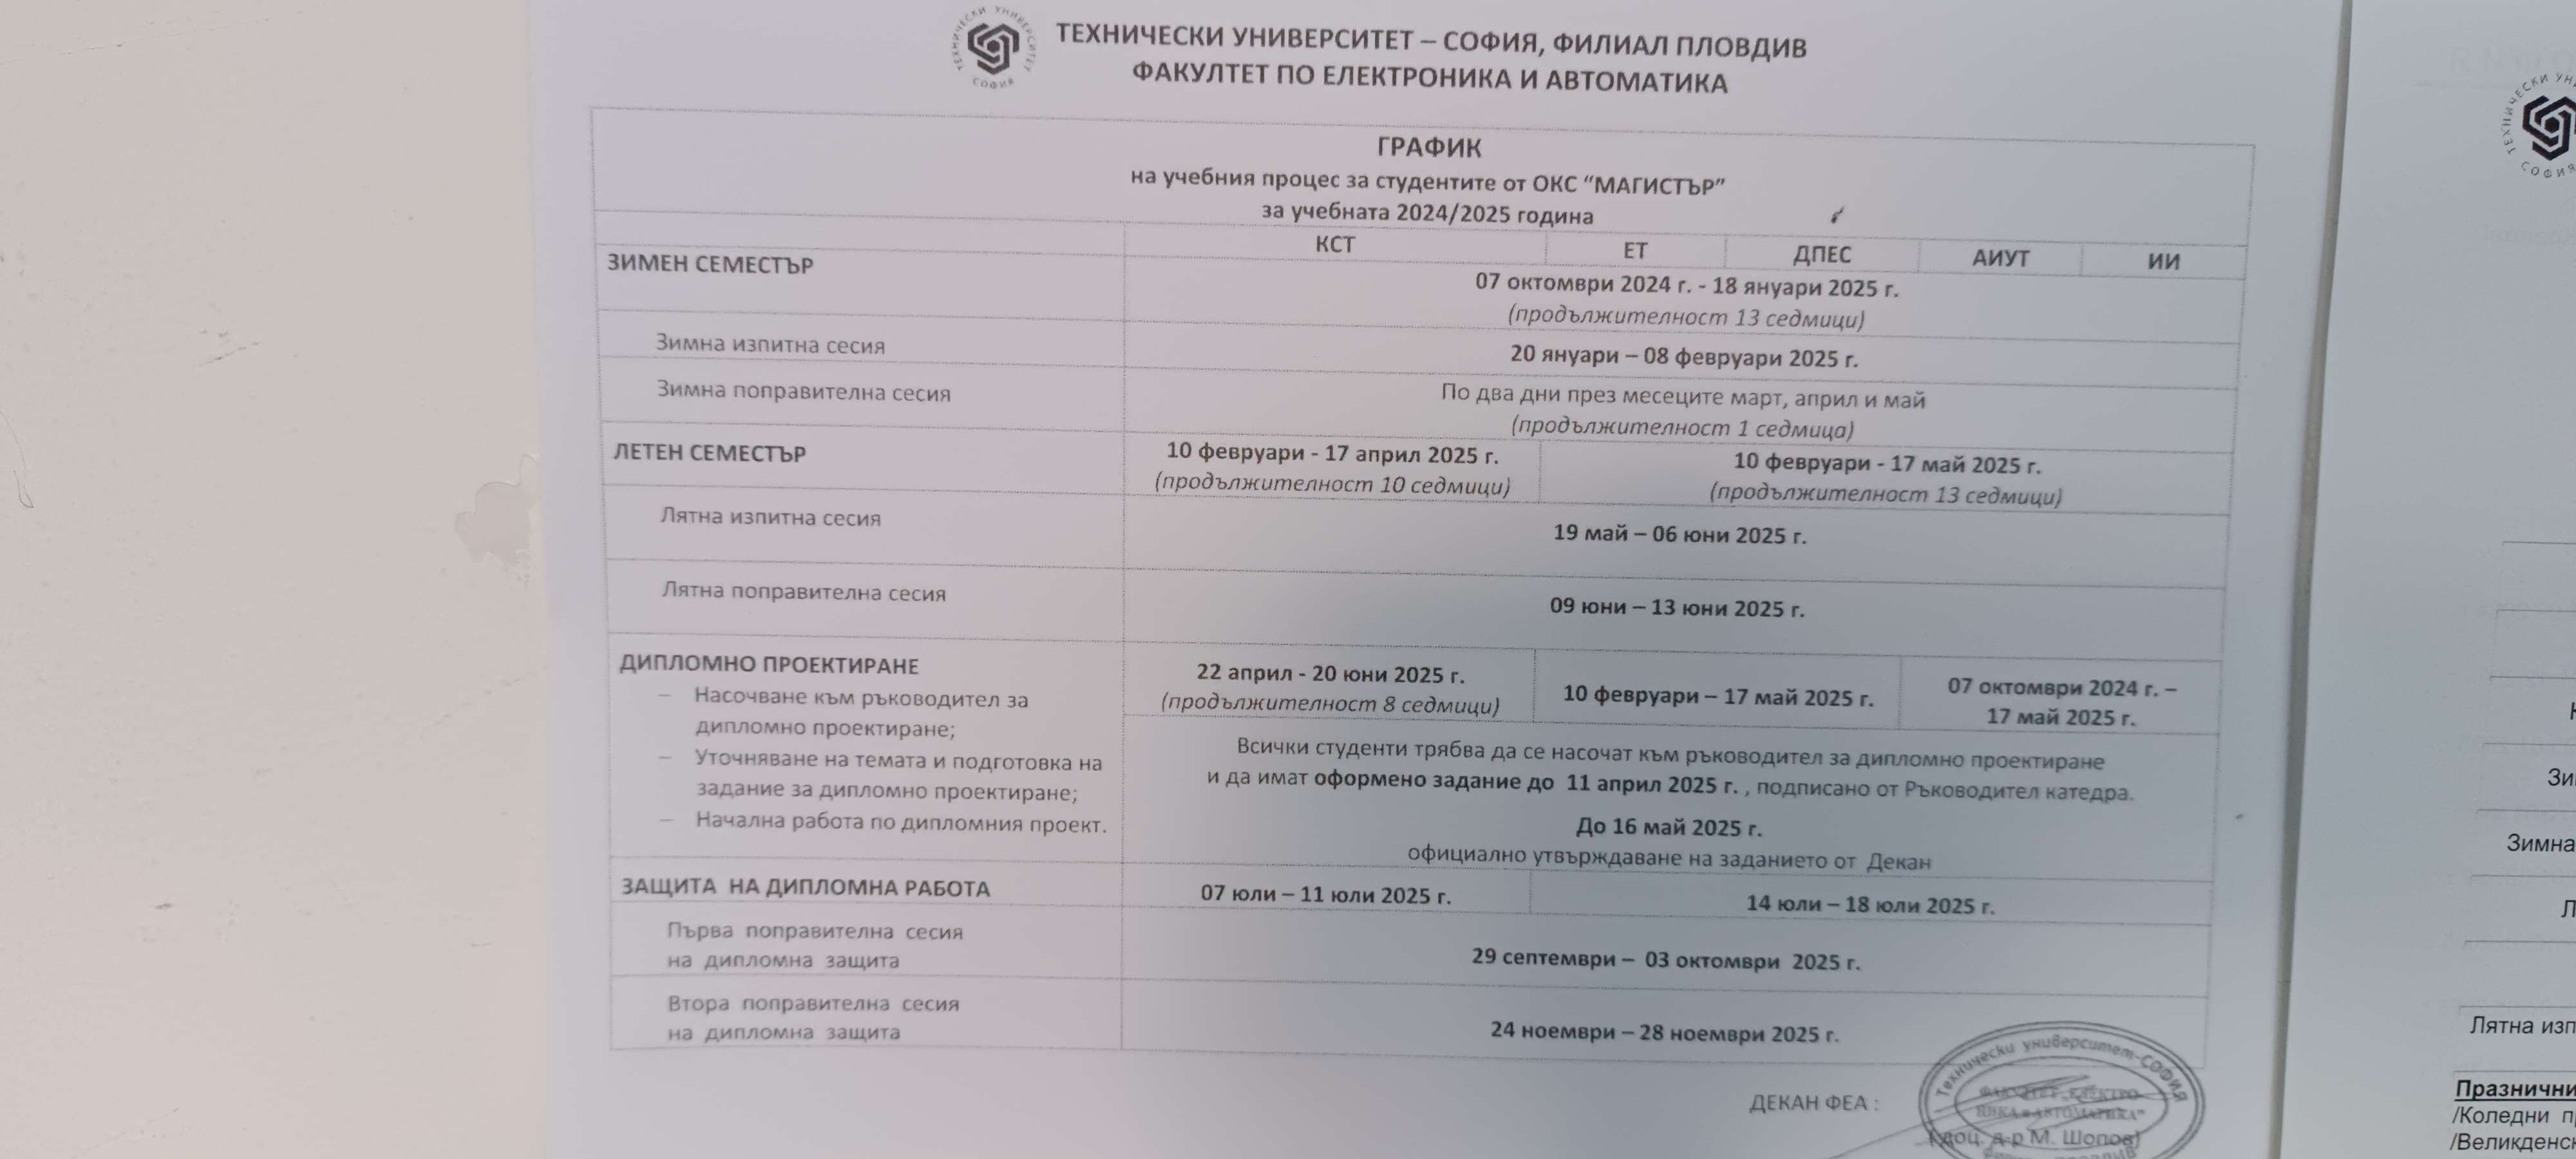 ТЕХНИЧЕСКИ УНИВЕРСИТЕТ СОФИЯ
ТЕХНИЧЕСКИ УНИВЕРСИТЕТ – СОФИЯ, ФИЛИАЛ ПЛОВДИВ
ФАКУЛТЕТ ПО ЕЛЕКТРОНИКА И АВТОМАТИКА
ГРАФИК
на учебния процес за студентите от ОКС “МАГИСТЪР”
за учебната 2024/2025 година
КСТ ЕТ ДПЕС АИУТ ИИ
ЗИМЕН СЕМЕСТЪР
07 октомври 2024 г. - 18 януари 2025 г.
(продължителност 13 седмици)
Зимна изпитна сесия
20 януари – 08 февруари 2025 г.
Зимна поправителна сесия
По два дни през месеците март, април и май
(продължителност 1 седмица)
ЛЕТЕН СЕМЕСТЪР
10 февруари - 17 април 2025 г.
(продължителност 10 седмици)
10 февруари - 17 май 2025 г.
(продължителност 13 седмици)
Лятна изпитна сесия
19 май – 06 юни 2025 г.
Лятна поправителна сесия
09 юни – 13 юни 2025 г.
ДИПЛОМНО ПРОЕКТИРАНЕ
– Насочване към ръководител за
дипломно проектиране;
– Уточняване на темата и подготовка на
задание за дипломно проектиране;
– Начална работа по дипломния проект.
22 април - 20 юни 2025 г.
(продължителност 8 седмици)
10 февруари – 17 май 2025 г.
07 октомври 2024 г. –
17 май 2025 г.
Всички студенти трябва да се насочат към ръководител за дипломно проектиране
и да имат оформено задание до 11 април 2025 г. , подписано от Ръководител катедра.
До 16 май 2025 г.
официално утвърждаване на заданието от Декан
ЗАЩИТА НА ДИПЛОМНА РАБОТА
07 юли – 11 юли 2025 г.
14 юли – 18 юли 2025 г.
Първа поправителна сесия
на дипломна защита
29 септември – 03 октомври 2025 г.
Втора поправителна сесия
на дипломна защита
24 ноември – 28 ноември 2025 г.
ДЕКАН ФЕА :
Технически университет-СОФИЯ
(доц. д-р М. Шопов)
Зимна
Лятна изп
Празнични
/Коледни п
/Великденск